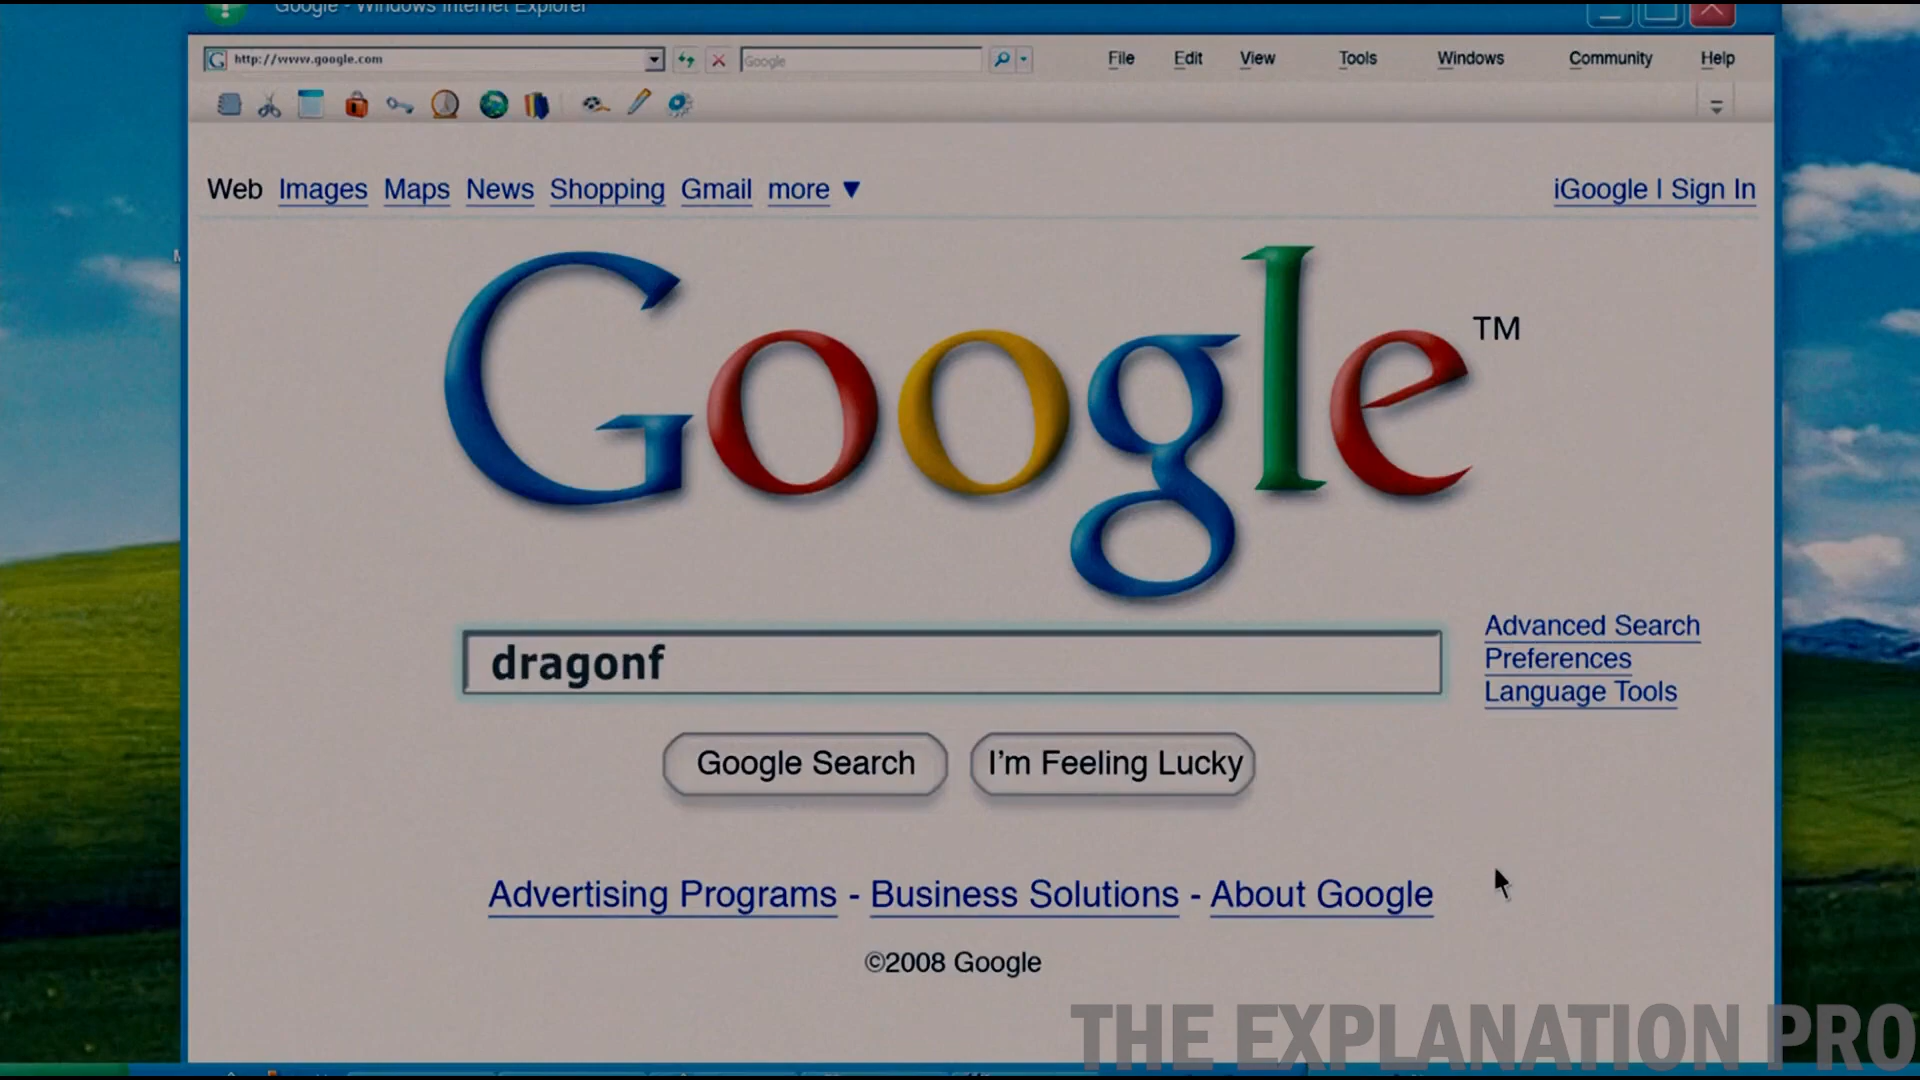 Google - Windows Internet Explorer
http://www.google.com
Google
File Edit View Tools Windows Community Help
Web Images Maps News Shopping Gmail more ▼
iGoogle | Sign In
Google™
dragonf
Advanced Search
Preferences
Language Tools
Google Search
I'm Feeling Lucky
Advertising Programs - Business Solutions - About Google
©2008 Google
THE EXPLANATION PRO